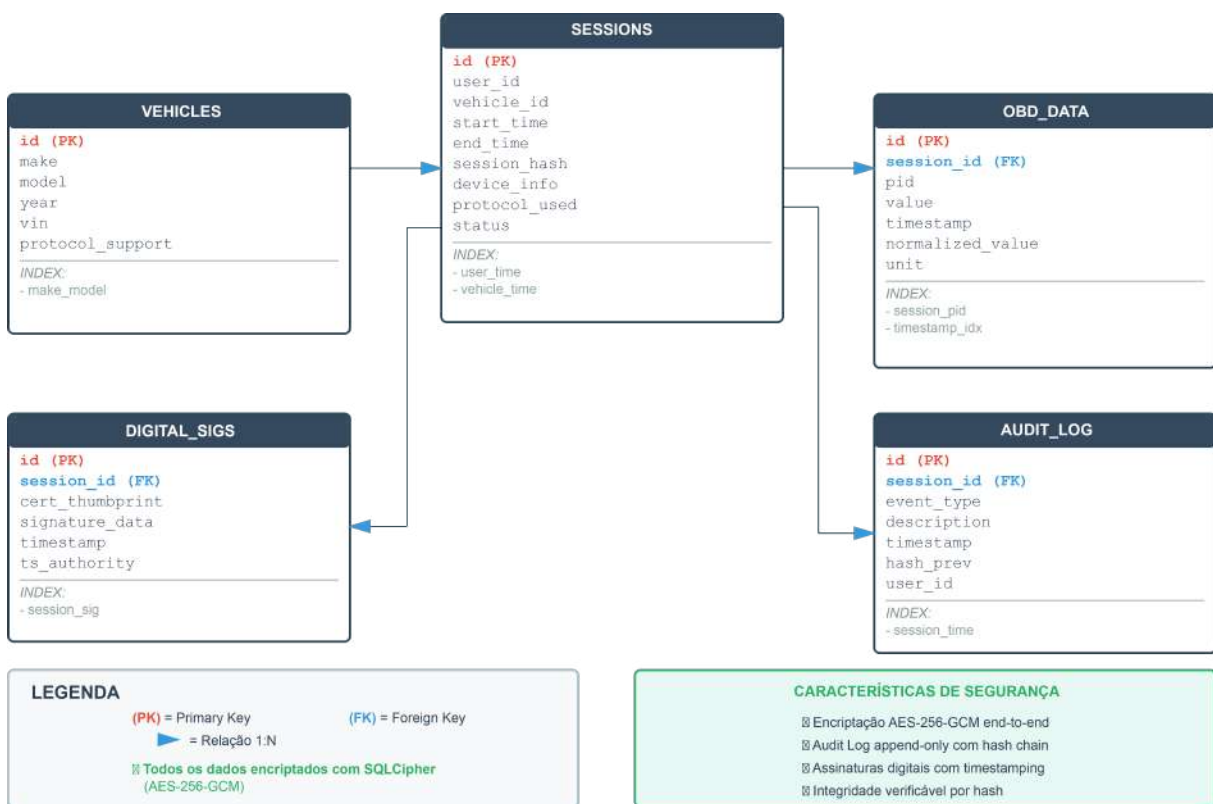 SESSIONS
id (PK)
user_id
vehicle_id
start_time
end_time
session_hash
device_info
protocol_used
status
INDEX:
- user_time
- vehicle_time
VEHICLES
id (PK)
make
model
year
vin
protocol_support
INDEX:
- make_model
OBD_DATA
id (PK)
session_id (FK)
pid
value
timestamp
normalized_value
unit
INDEX:
- session_pid
- timestamp_idx
DIGITAL_SIGS
id (PK)
session_id (FK)
cert_thumbprint
signature_data
timestamp
ts_authority
INDEX:
- session_sig
AUDIT_LOG
id (PK)
session_id (FK)
event_type
description
timestamp
hash_prev
user_id
INDEX:
- session_time
LEGENDA
(PK) = Primary Key
(FK) = Foreign Key
= Relação 1:N
Todos os dados encriptados com SQLCipher
(AES-256-GCM)
CARACTERÍSTICAS DE SEGURANÇA
Encriptação AES-256-GCM end-to-end
Audit Log append-only com hash chain
Assinaturas digitais com timestamping
Integridade verificável por hash